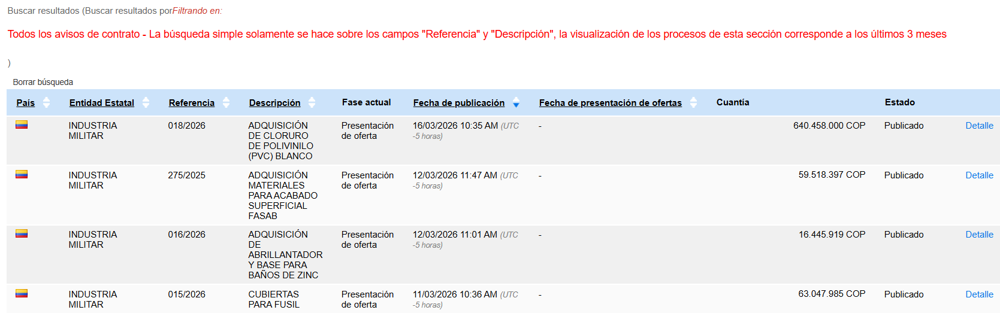 Buscar resultados (Buscar resultados porFiltrando en:
Todos los avisos de contrato - La búsqueda simple solamente se hace sobre los campos "Referencia" y "Descripción", la visualización de los procesos de esta sección corresponde a los últimos 3 meses
)
Borrar búsqueda
País Entidad Estatal Referencia Descripción Fase actual Fecha de publicación Fecha de presentación de ofertas Cuantía Estado
INDUSTRIA 018/2026 ADQUISICIÓN Presentación 16/03/2026 10:35 AM (UTC - 640.458.000 COP Publicado Detalle
MILITAR DE CLORURO de oferta -5 horas)
DE POLIVINILO
(PVC) BLANCO
INDUSTRIA 275/2025 ADQUISICIÓN Presentación 12/03/2026 11:47 AM (UTC - 59.518.397 COP Publicado Detalle
MILITAR MATERIALES de oferta -5 horas)
PARA ACABADO
SUPERFICIAL
FASAB
INDUSTRIA 016/2026 ADQUISICIÓN Presentación 12/03/2026 11:01 AM (UTC - 16.445.919 COP Publicado Detalle
MILITAR DE de oferta -5 horas)
ABRILLANTADOR
Y BASE PARA
BAÑOS DE ZINC
INDUSTRIA 015/2026 CUBIERTAS Presentación 11/03/2026 10:36 AM (UTC - 63.047.985 COP Publicado Detalle
MILITAR PARA FUSIL de oferta -5 horas)